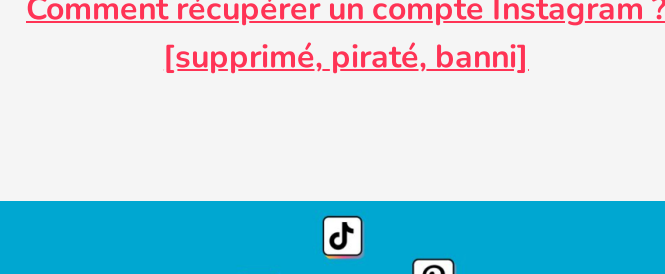 Comment récupérer un compte Instagram ?
[supprimé, piraté, banni]